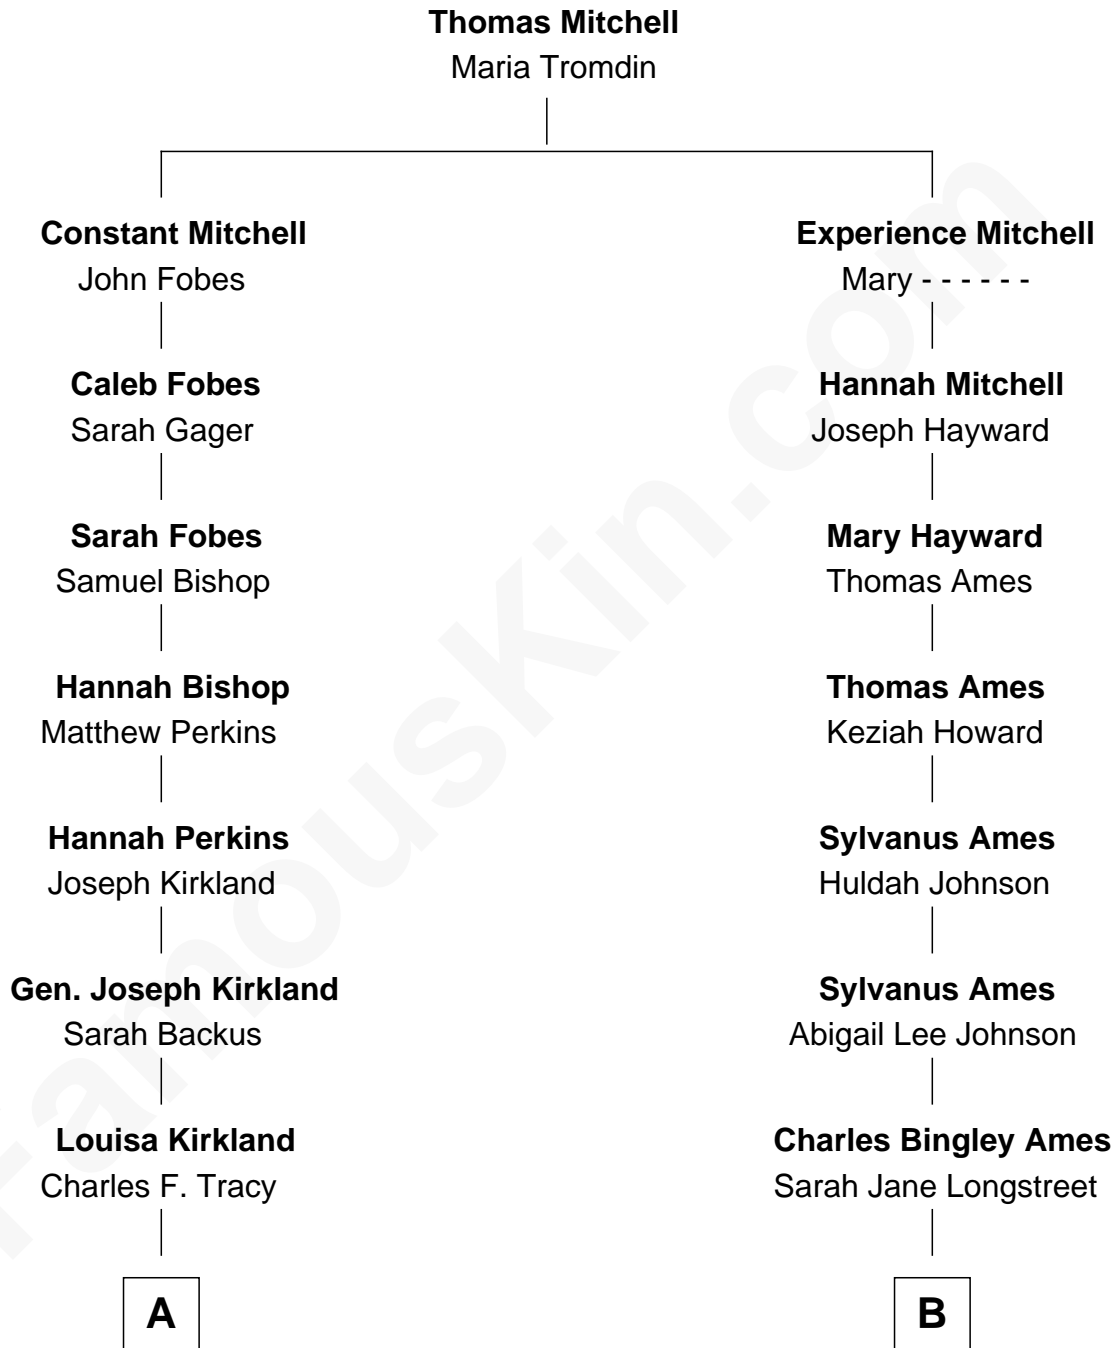 Thomas Mitchell
Maria Tromdin
Constant Mitchell
John Fobes
Experience Mitchell
Mary - - - - - -
Caleb Fobes
Sarah Gager
Hannah Mitchell
Joseph Hayward
Sarah Fobes
Samuel Bishop
Mary Hayward
Thomas Ames
Hannah Bishop
Matthew Perkins
Thomas Ames
Keziah Howard
Hannah Perkins
Joseph Kirkland
Sylvanus Ames
Huldah Johnson
Gen. Joseph Kirkland
Sarah Backus
Sylvanus Ames
Abigail Lee Johnson
Louisa Kirkland
Charles F. Tracy
Charles Bingley Ames
Sarah Jane Longstreet
A
B
FamousKin.com